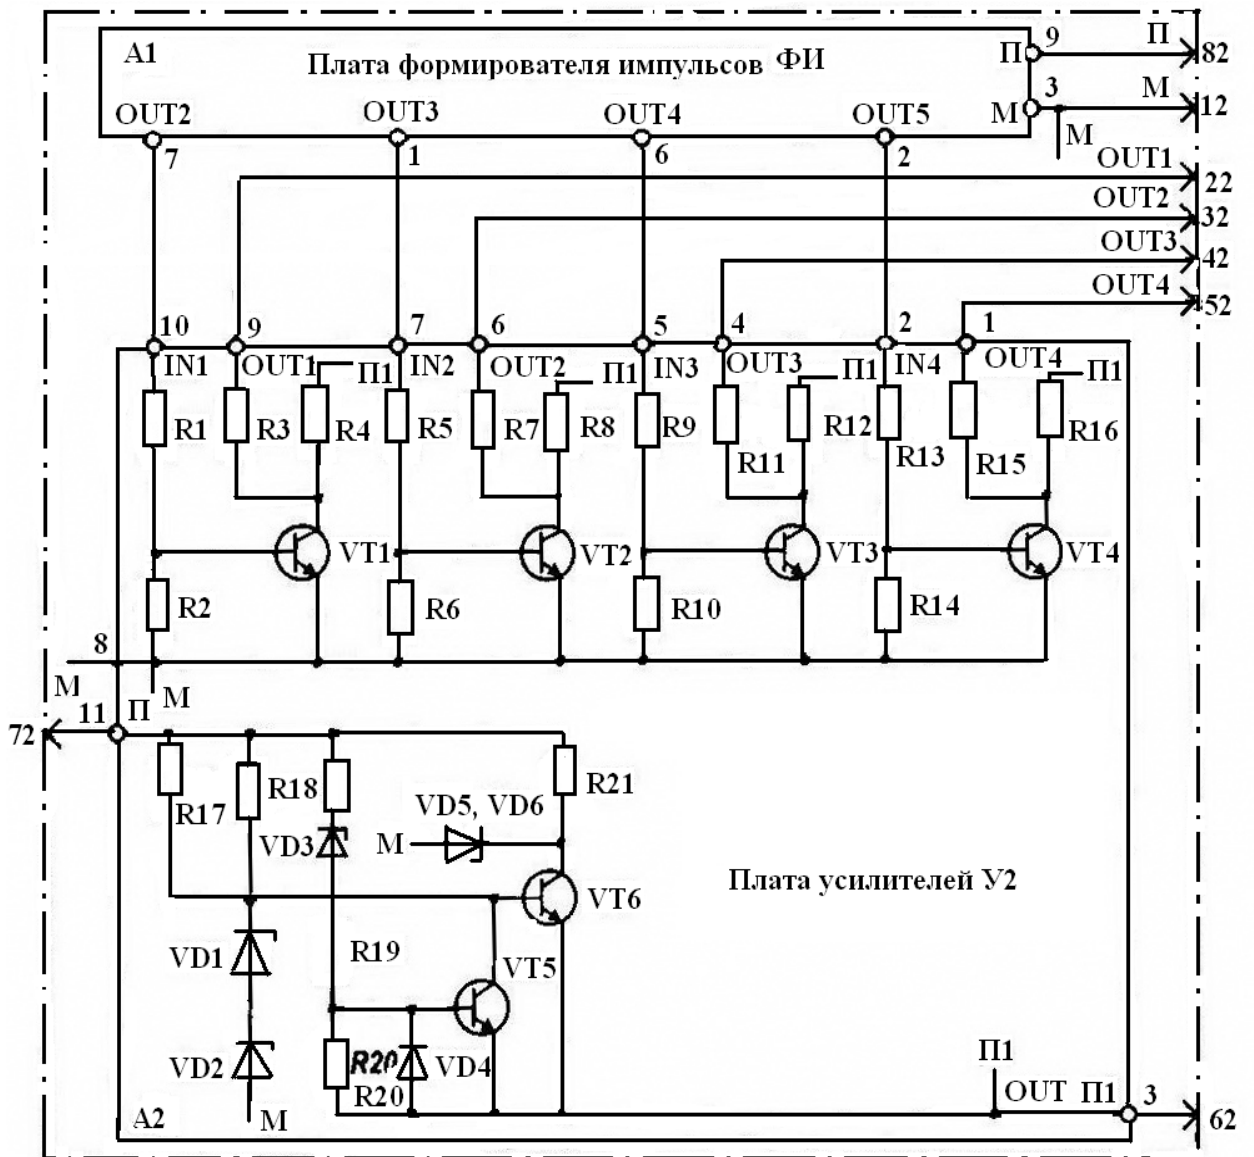 А1 Плата формирователя импульсов ФИ П 9 П 82
М 3 М 12
OUT2 OUT3 OUT4 OUT5 М
7 1 6 2 OUT1 22
OUT2 32
OUT3 42
OUT4 52
10 9 7 6 5 4 2 1
IN1 OUT1 П1 IN2 OUT2 П1 IN3 OUT3 П1 IN4 OUT4 П1
R1 R3 R4 R5 R7 R8 R9 R11 R12 R13 R15 R16
VT1 VT2 VT3 VT4
R2 R6 R10 R14
8
М М
11 П
72
R17 R18 R21
VD5, VD6
VD3 М
Плата усилителей У2
VT6
VD1 R19 VT5
VD2 R20 VD4
R20
П1
OUT П1 3
А2 М 62